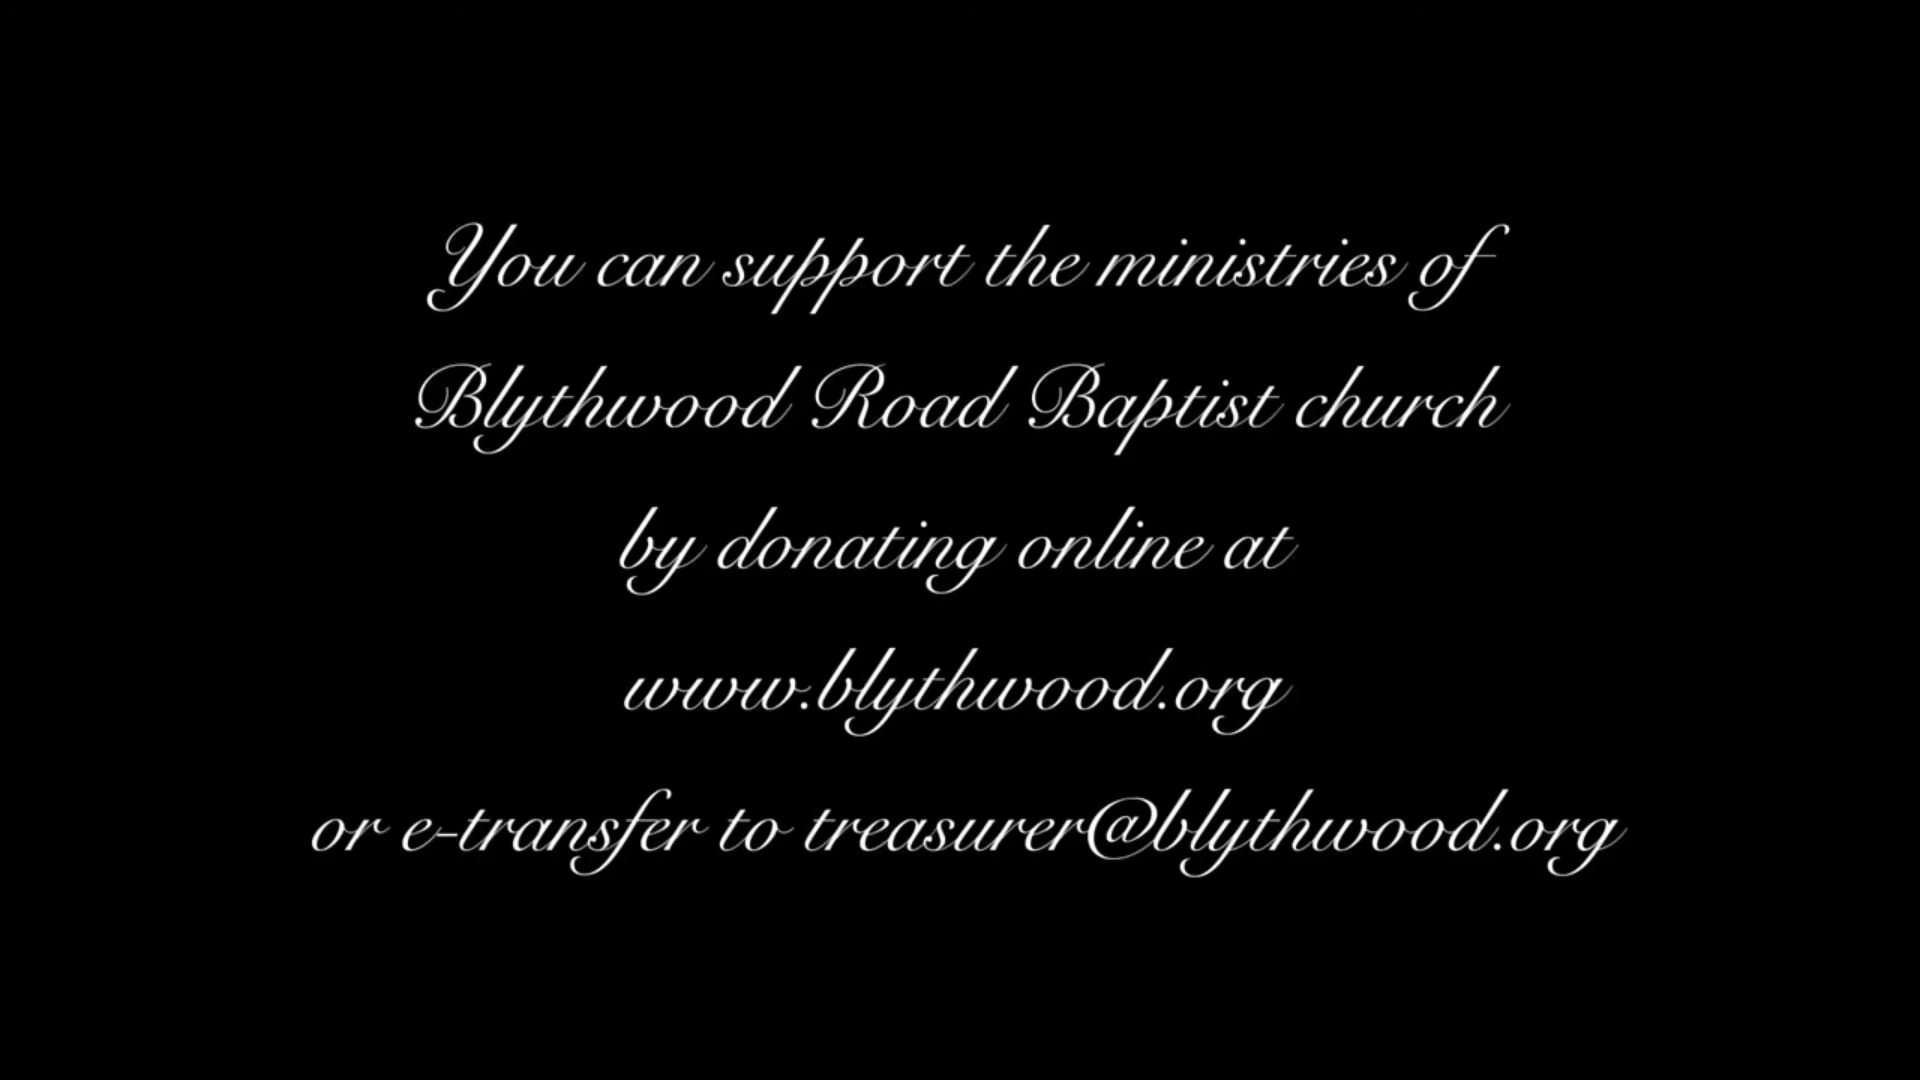 You can support the ministries of
Blythwood Road Baptist church
by donating online at
www.blythwood.org
or e-transfer to treasurer@blythwood.org